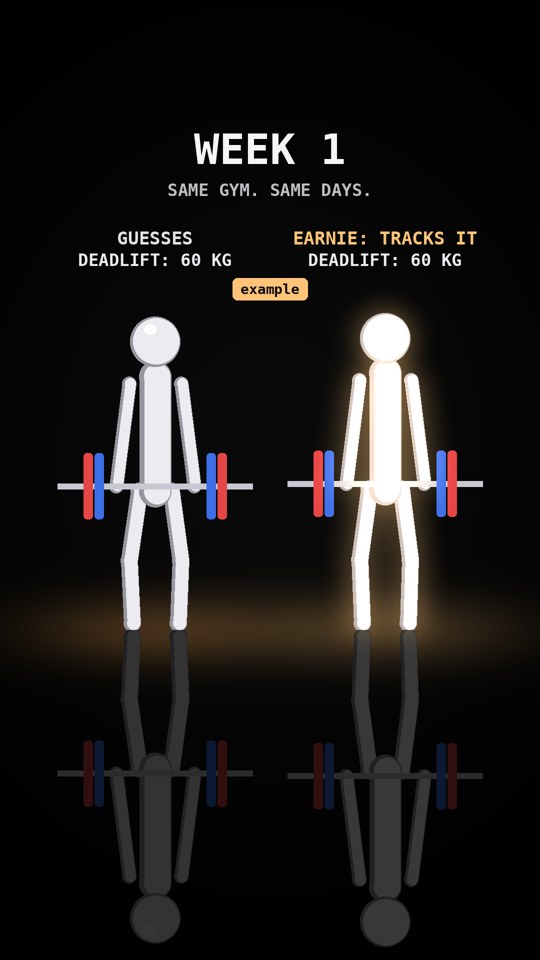 WEEK 1
SAME GYM. SAME DAYS.
GUESSES
DEADLIFT: 60 KG
EARNIE: TRACKS IT
DEADLIFT: 60 KG
example